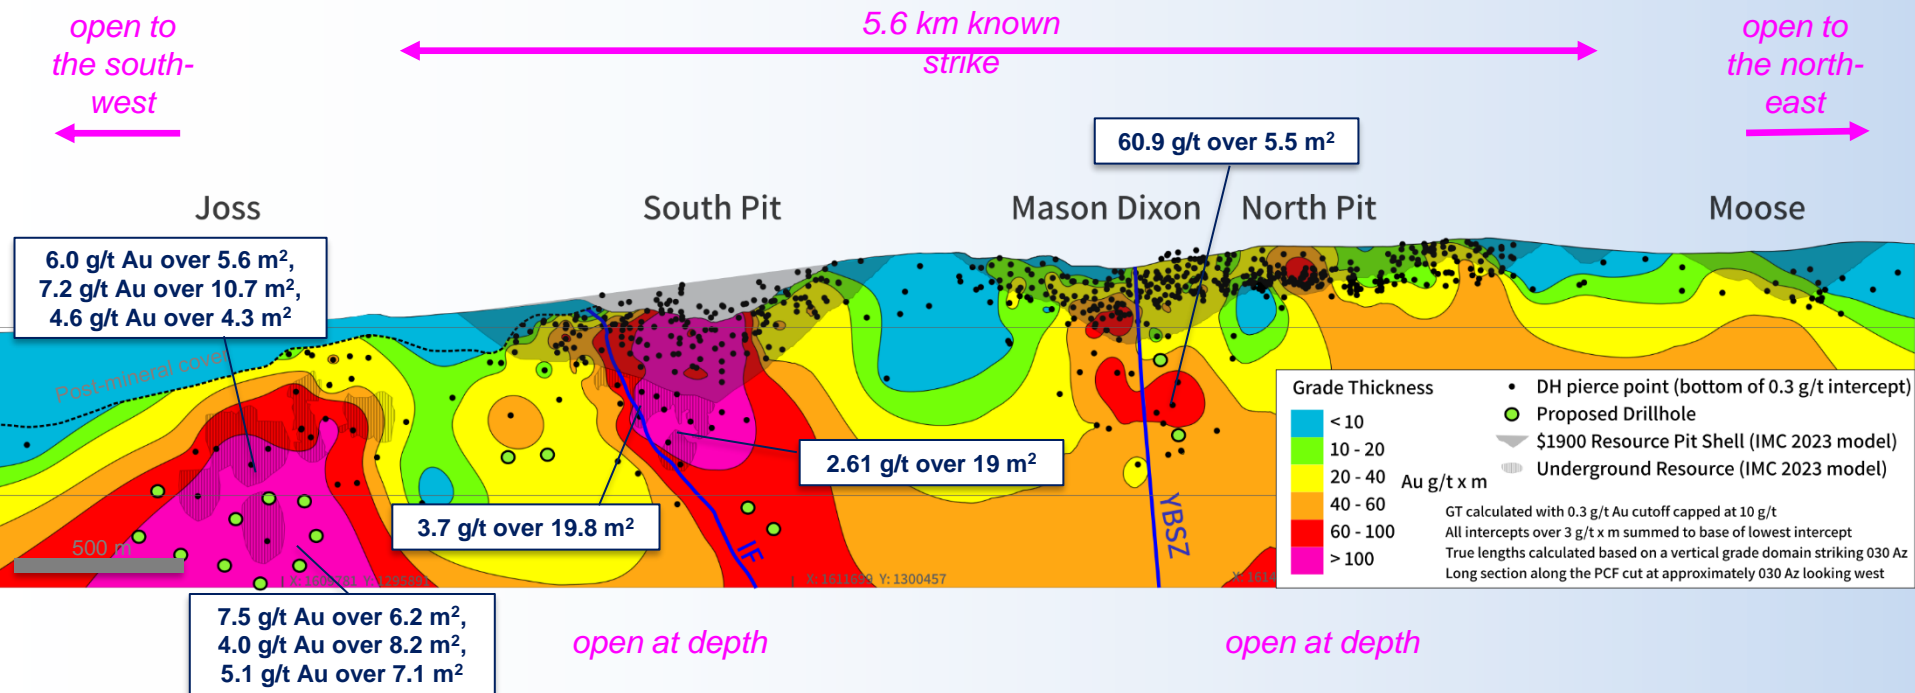 open to
the south-
west
5.6 km known
strike
open to
the north-
east
60.9 g/t over 5.5 m²
Joss
South Pit
Mason Dixon
North Pit
Moose
6.0 g/t Au over 5.6 m²,
7.2 g/t Au over 10.7 m²,
4.6 g/t Au over 4.3 m²
Post-mineral cover
2.61 g/t over 19 m²
3.7 g/t over 19.8 m²
500 m
IF
YBSZ
X: 1611699 Y: 1300457
Grade Thickness
< 10
10 - 20
20 - 40
40 - 60
60 - 100
> 100
Au g/t x m
DH pierce point (bottom of 0.3 g/t intercept)
Proposed Drillhole
$1900 Resource Pit Shell (IMC 2023 model)
Underground Resource (IMC 2023 model)
GT calculated with 0.3 g/t Au cutoff capped at 10 g/t
All intercepts over 3 g/t x m summed to base of lowest intercept
True lengths calculated based on a vertical grade domain striking 030 Az
Long section along the PCF cut at approximately 030 Az looking west
7.5 g/t Au over 6.2 m²,
4.0 g/t Au over 8.2 m²,
5.1 g/t Au over 7.1 m²
open at depth
open at depth